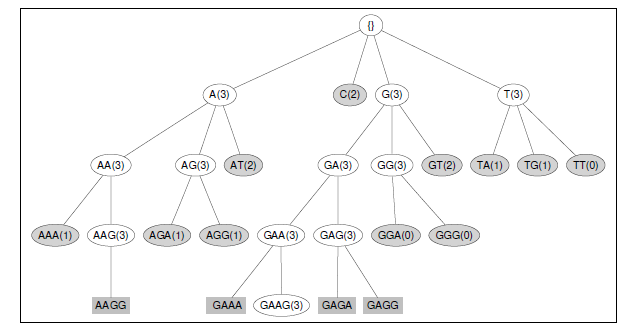 {}
A(3) C(2) G(3) T(3)
AA(3) AG(3) AT(2) GA(3) GG(3) GT(2) TA(1) TG(1) TT(0)
AAA(1) AAG(3) AGA(1) AGG(1) GAA(3) GAG(3) GGA(0) GGG(0)
AAGG GAAA GAAG(3) GAGA GAGG